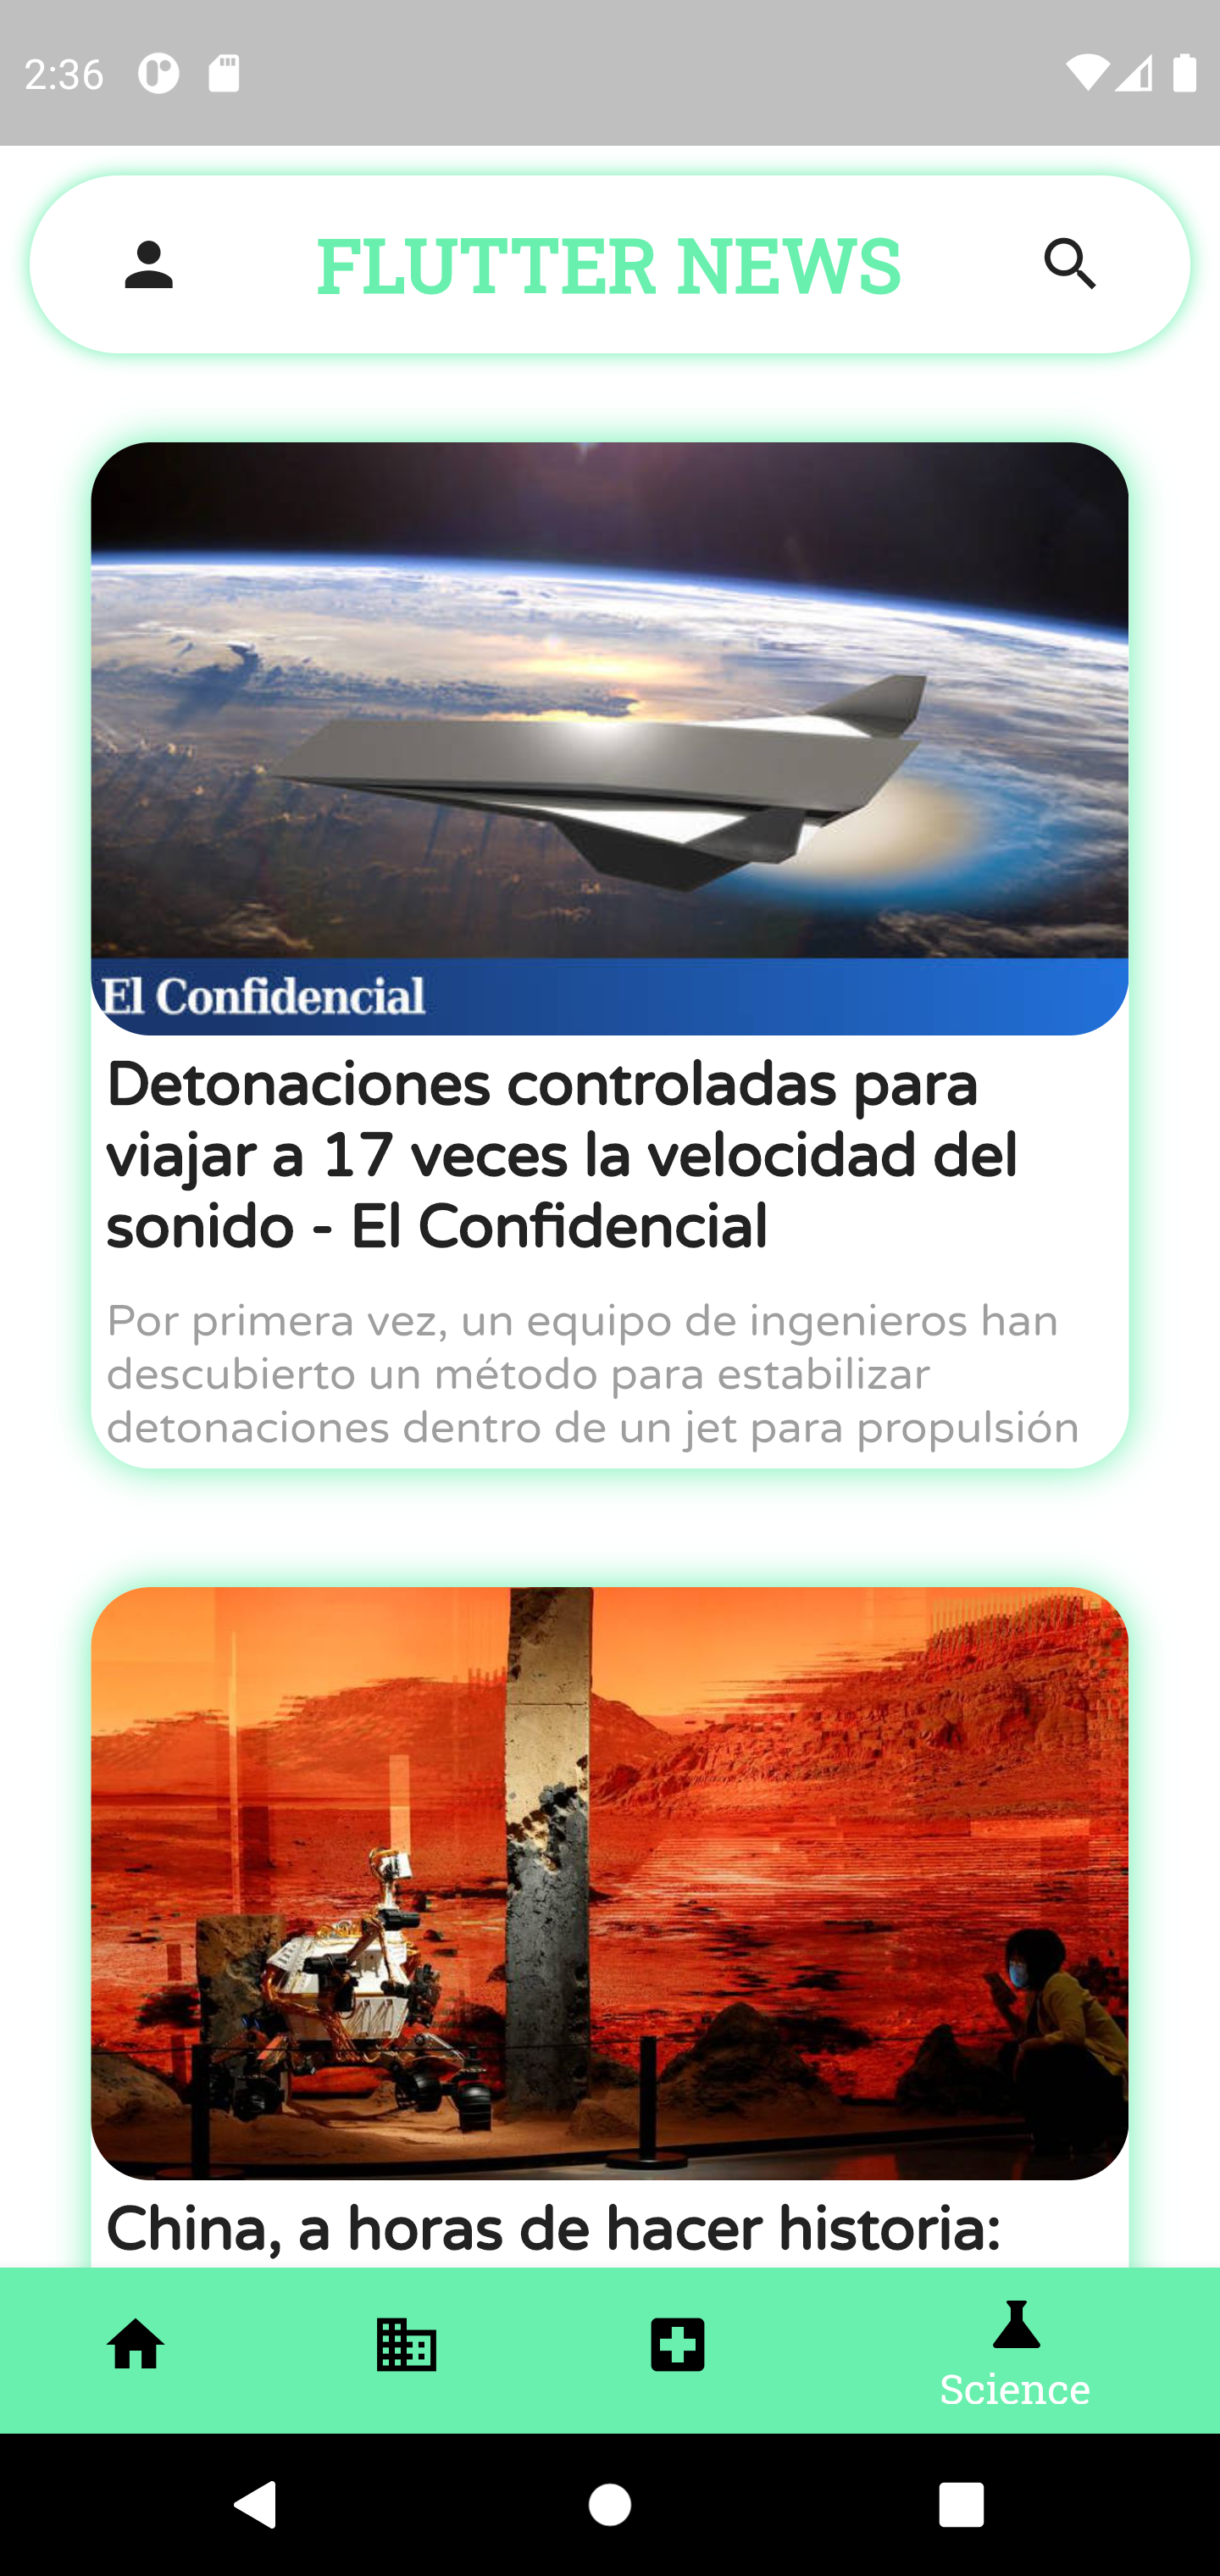 2:36
FLUTTER NEWS
El Confidencial
Detonaciones controladas para
viajar a 17 veces la velocidad del
sonido - El Confidencial
Por primera vez, un equipo de ingenieros han
descubierto un método para estabilizar
detonaciones dentro de un jet para propulsión
China, a horas de hacer historia:
Science